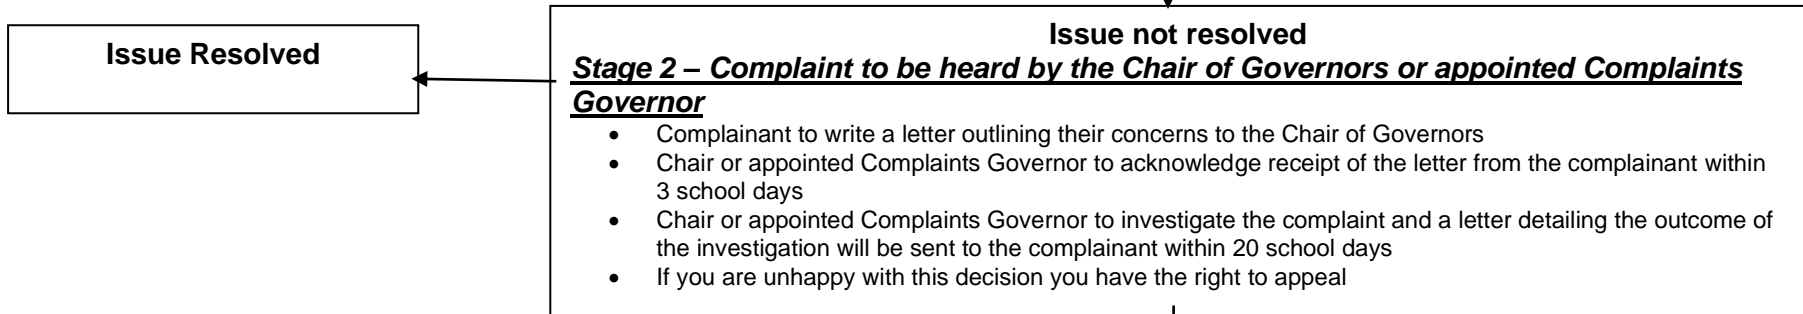 Issue Resolved
Issue not resolved
Stage 2 – Complaint to be heard by the Chair of Governors or appointed Complaints
Governor
• Complainant to write a letter outlining their concerns to the Chair of Governors
• Chair or appointed Complaints Governor to acknowledge receipt of the letter from the complainant within
3 school days
• Chair or appointed Complaints Governor to investigate the complaint and a letter detailing the outcome of
the investigation will be sent to the complainant within 20 school days
• If you are unhappy with this decision you have the right to appeal